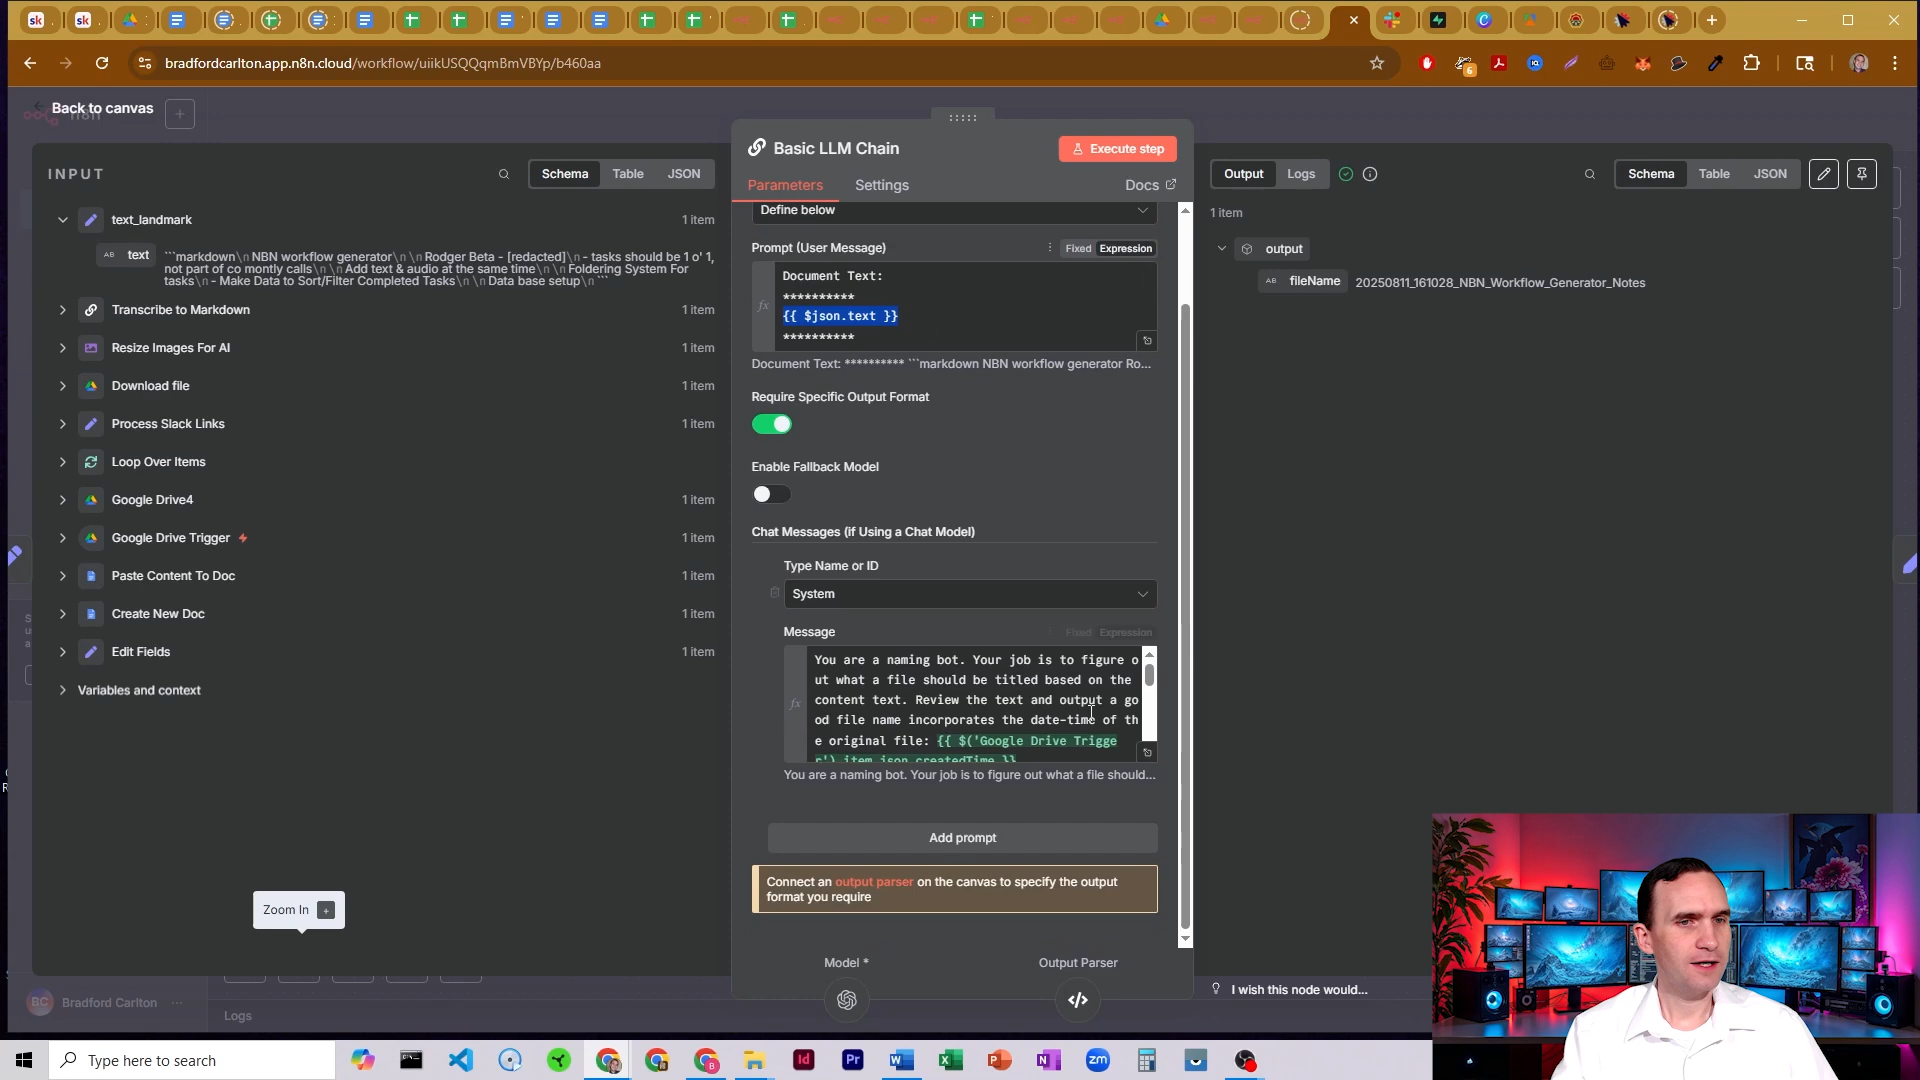 bradfordcarlton.app.n8n.cloud/workflow/uiikUSQQqmBmVBYp/b460aa
6
Back to canvas
INPUT
Schema
Table
JSON
text_landmark
1 item
text
```markdown\n NBN workflow generator\n\n Rodger Beta - [redacted]\n - tasks should be 1 o' 1,
not part of co montly calls\n\n Add text & audio at the same time\n\n Foldering System For
tasks\n - Make Data to Sort/Filter Completed Tasks\n\n Data base setup\n```
Transcribe to Markdown
1 item
Resize Images For AI
1 item
Download file
1 item
Process Slack Links
1 item
Loop Over Items
1 item
Google Drive4
1 item
Google Drive Trigger
1 item
Paste Content To Doc
1 item
Create New Doc
1 item
Edit Fields
1 item
Variables and context
Zoom In +
BC Bradford Carlton
Logs
Basic LLM Chain
Execute step
Parameters
Settings
Docs
Define below
Prompt (User Message)
Fixed Expression
Document Text:
**********
{{ $json.text }}
**********
Document Text: ********** ```markdown NBN workflow generator Ro...
Require Specific Output Format
Enable Fallback Model
Chat Messages (if Using a Chat Model)
Type Name or ID
System
Message
Fixed Expression
You are a naming bot. Your job is to figure o
ut what a file should be titled based on the
content text. Review the text and output a go
od file name incorporates the date-time of th
e original file: {{ $('Google Drive Trigge
r').item.json.createdTime }}
You are a naming bot. Your job is to figure out what a file should...
Add prompt
Connect an output parser on the canvas to specify the output
format you require
Model *
Output Parser
Output
Logs
Schema
Table
JSON
1 item
output
fileName
20250811_161028_NBN_Workflow_Generator_Notes
I wish this node would...
Type here to search